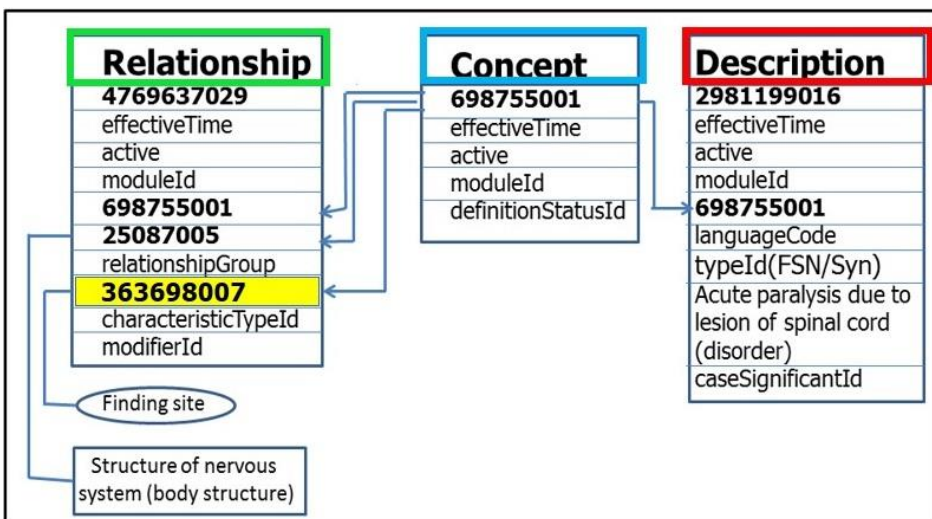 Relationship
4769637029
effectiveTime
active
moduleId
698755001
25087005
relationshipGroup
363698007
characteristicTypeId
modifierId
Finding site
Structure of nervous
system (body structure)
Concept
698755001
effectiveTime
active
moduleId
definitionStatusId
Description
2981199016
effectiveTime
active
moduleId
698755001
languageCode
typeId(FSN/Syn)
Acute paralysis due to
lesion of spinal cord
(disorder)
caseSignificantId